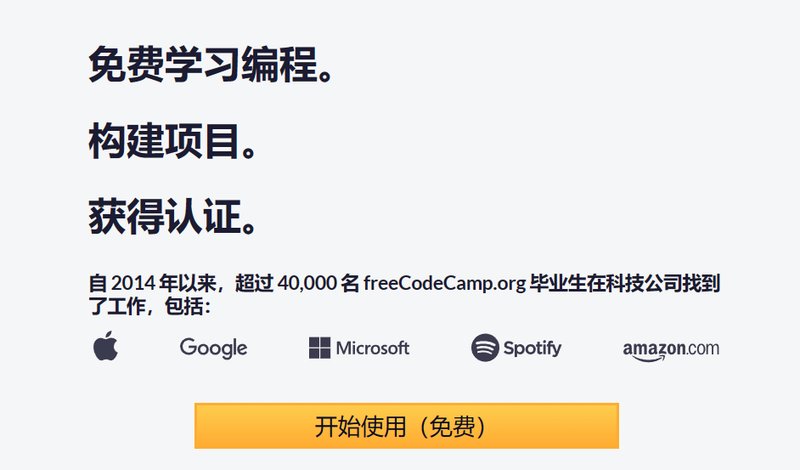 免费学习编程。
构建项目。
获得认证。
自 2014 年以来，超过 40,000 名 freeCodeCamp.org 毕业生在科技公司找到
了工作，包括：
Google Microsoft Spotify amazon.com
开始使用（免费）